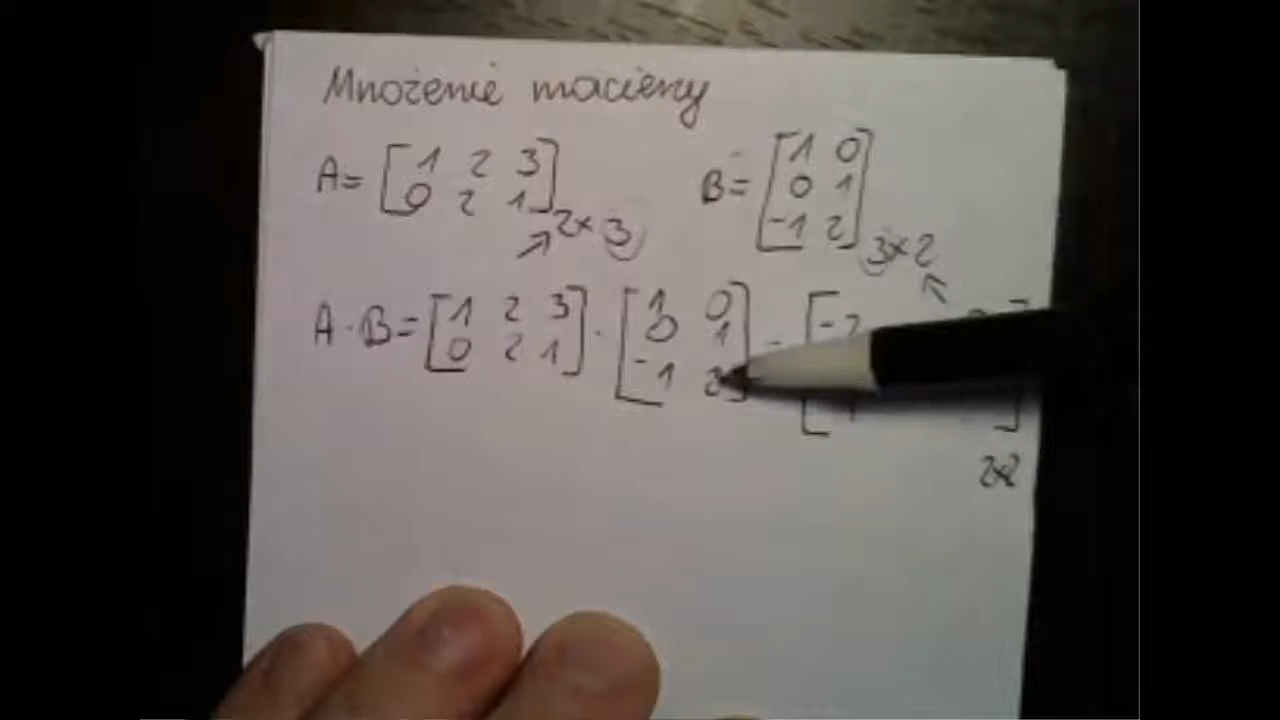 Mnożenie macierzy
A= [1 2 3
0 2 1] 2×3
B= [1 0
0 1
-1 2] 3×2
A·B= [1 2 3
0 2 1] · [1 0
0 1
-1 2] = [-2
2×2